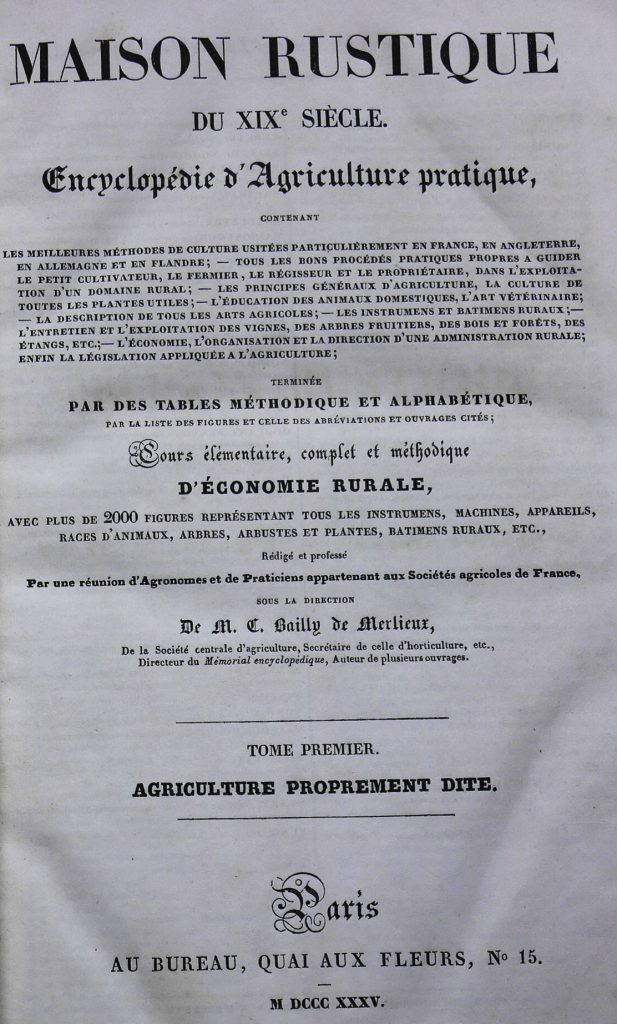 MAISON RUSTIQUE
DU XIXe SIÈCLE.
Encyclopédie d'Agriculture pratique,
CONTENANT
LES MEILLEURES MÉTHODES DE CULTURE USITÉES PARTICULIÈREMENT EN FRANCE, EN ANGLETERRE,
EN ALLEMAGNE ET EN FLANDRE; — TOUS LES BONS PROCÉDÉS PRATIQUES PROPRES A GUIDER
LE PETIT CULTIVATEUR, LE FERMIER, LE RÉGISSEUR ET LE PROPRIÉTAIRE, DANS L'EXPLOITA-
TION D'UN DOMAINE RURAL; — LES PRINCIPES GÉNÉRAUX D'AGRICULTURE, LA CULTURE DE
TOUTES LES PLANTES UTILES; — L'ÉDUCATION DES ANIMAUX DOMESTIQUES, L'ART VÉTÉRINAIRE;
— LA DESCRIPTION DE TOUS LES ARTS AGRICOLES; — LES INSTRUMENS ET BATIMENS RURAUX; —
L'ENTRETIEN ET L'EXPLOITATION DES VIGNES, DES ARBRES FRUITIERS, DES BOIS ET FORÊTS, DES
ÉTANGS, ETC.; — L'ÉCONOMIE, L'ORGANISATION ET LA DIRECTION D'UNE ADMINISTRATION RURALE;
ENFIN LA LÉGISLATION APPLIQUÉE A L'AGRICULTURE;
TERMINÉE
PAR DES TABLES MÉTHODIQUE ET ALPHABÉTIQUE,
PAR LA LISTE DES FIGURES ET CELLE DES ABRÉVIATIONS ET OUVRAGES CITÉS;
Cours élémentaire, complet et méthodique
D'ÉCONOMIE RURALE,
AVEC PLUS DE 2000 FIGURES REPRÉSENTANT TOUS LES INSTRUMENS, MACHINES, APPAREILS,
RACES D'ANIMAUX, ARBRES, ARBUSTES ET PLANTES, BATIMENS RURAUX, ETC.,
Rédigé et professé
Par une réunion d'Agronomes et de Praticiens appartenant aux Sociétés agricoles de France,
SOUS LA DIRECTION
De M. C. Bailly de Merlieux,
De la Société centrale d'agriculture, Secrétaire de celle d'horticulture, etc.,
Directeur du Mémorial encyclopédique, Auteur de plusieurs ouvrages.
TOME PREMIER.
AGRICULTURE PROPREMENT DITE.
Paris
AU BUREAU, QUAI AUX FLEURS, No 15.
M DCCC XXXV.